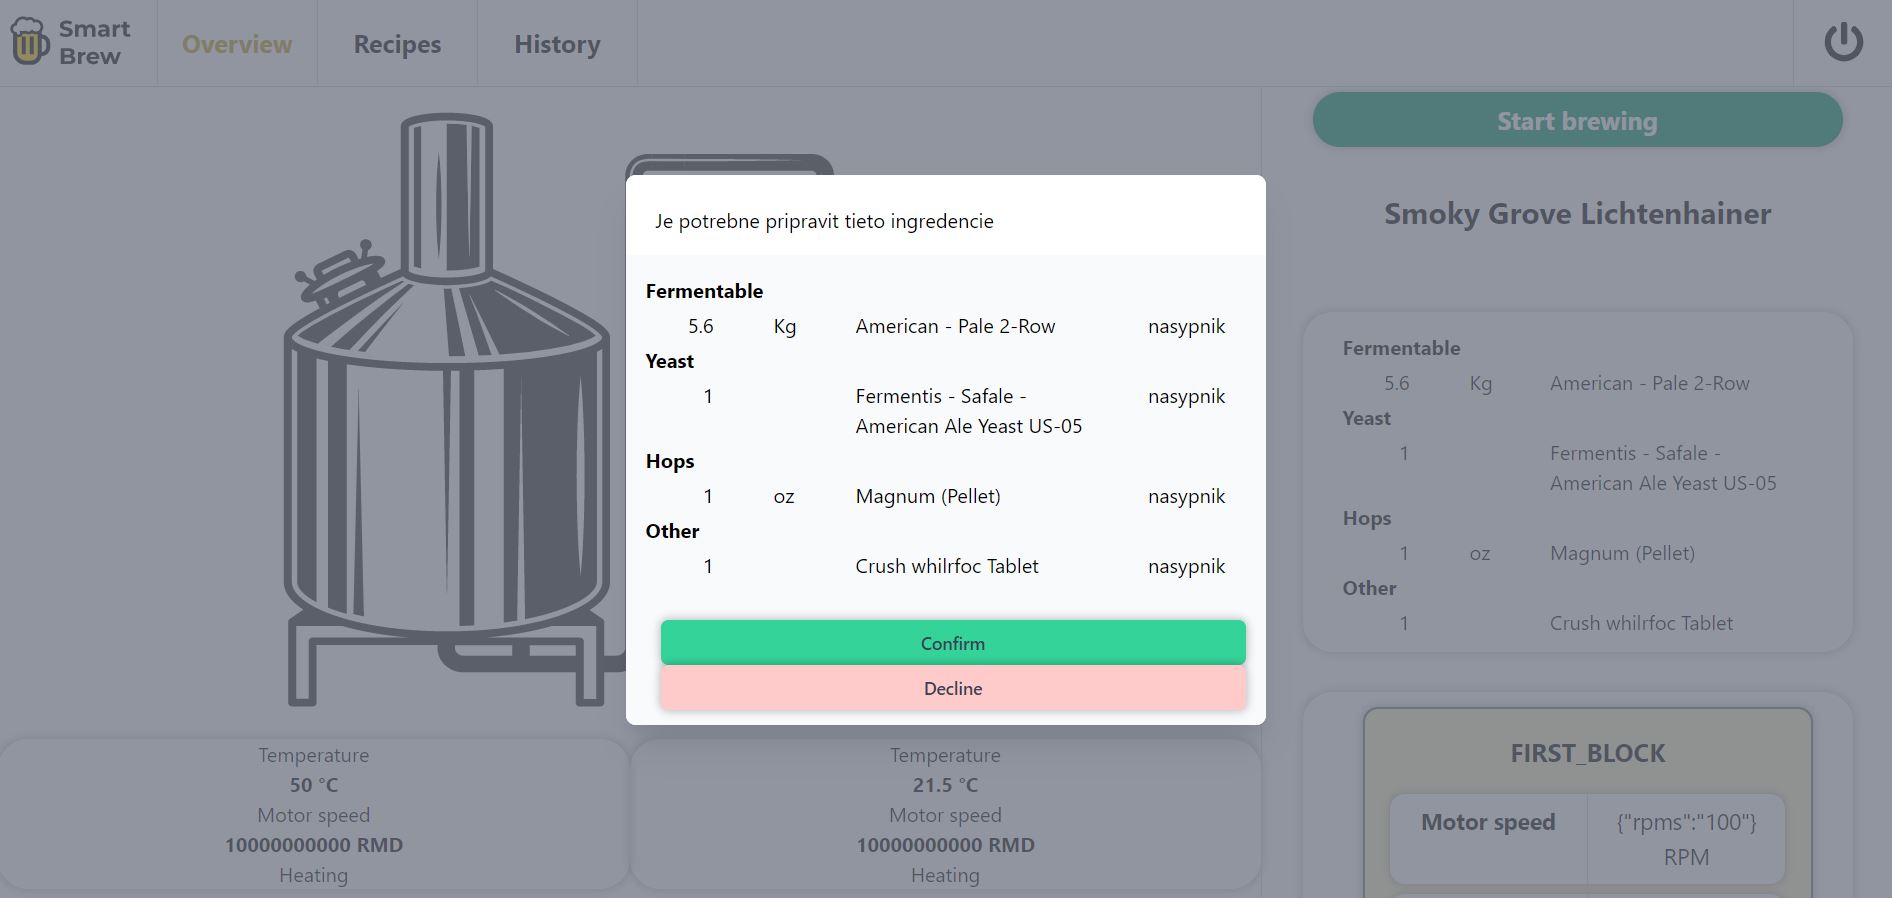 Smart
Brew
Overview
Recipes
History
Start brewing
Smoky Grove Lichtenhainer
Je potrebne pripravit tieto ingredencie
Fermentable
5.6 Kg American - Pale 2-Row nasypnik
Yeast
1 Fermentis - Safale - nasypnik
American Ale Yeast US-05
Hops
1 oz Magnum (Pellet) nasypnik
Other
1 Crush whilrfoc Tablet nasypnik
Confirm
Decline
Fermentable
5.6 Kg American - Pale 2-Row
Yeast
1 Fermentis - Safale -
American Ale Yeast US-05
Hops
1 oz Magnum (Pellet)
Other
1 Crush whilrfoc Tablet
Temperature
50 °C
Motor speed
10000000000 RMD
Heating
Temperature
21.5 °C
Motor speed
10000000000 RMD
Heating
FIRST_BLOCK
Motor speed {"rpms":"100"}
RPM